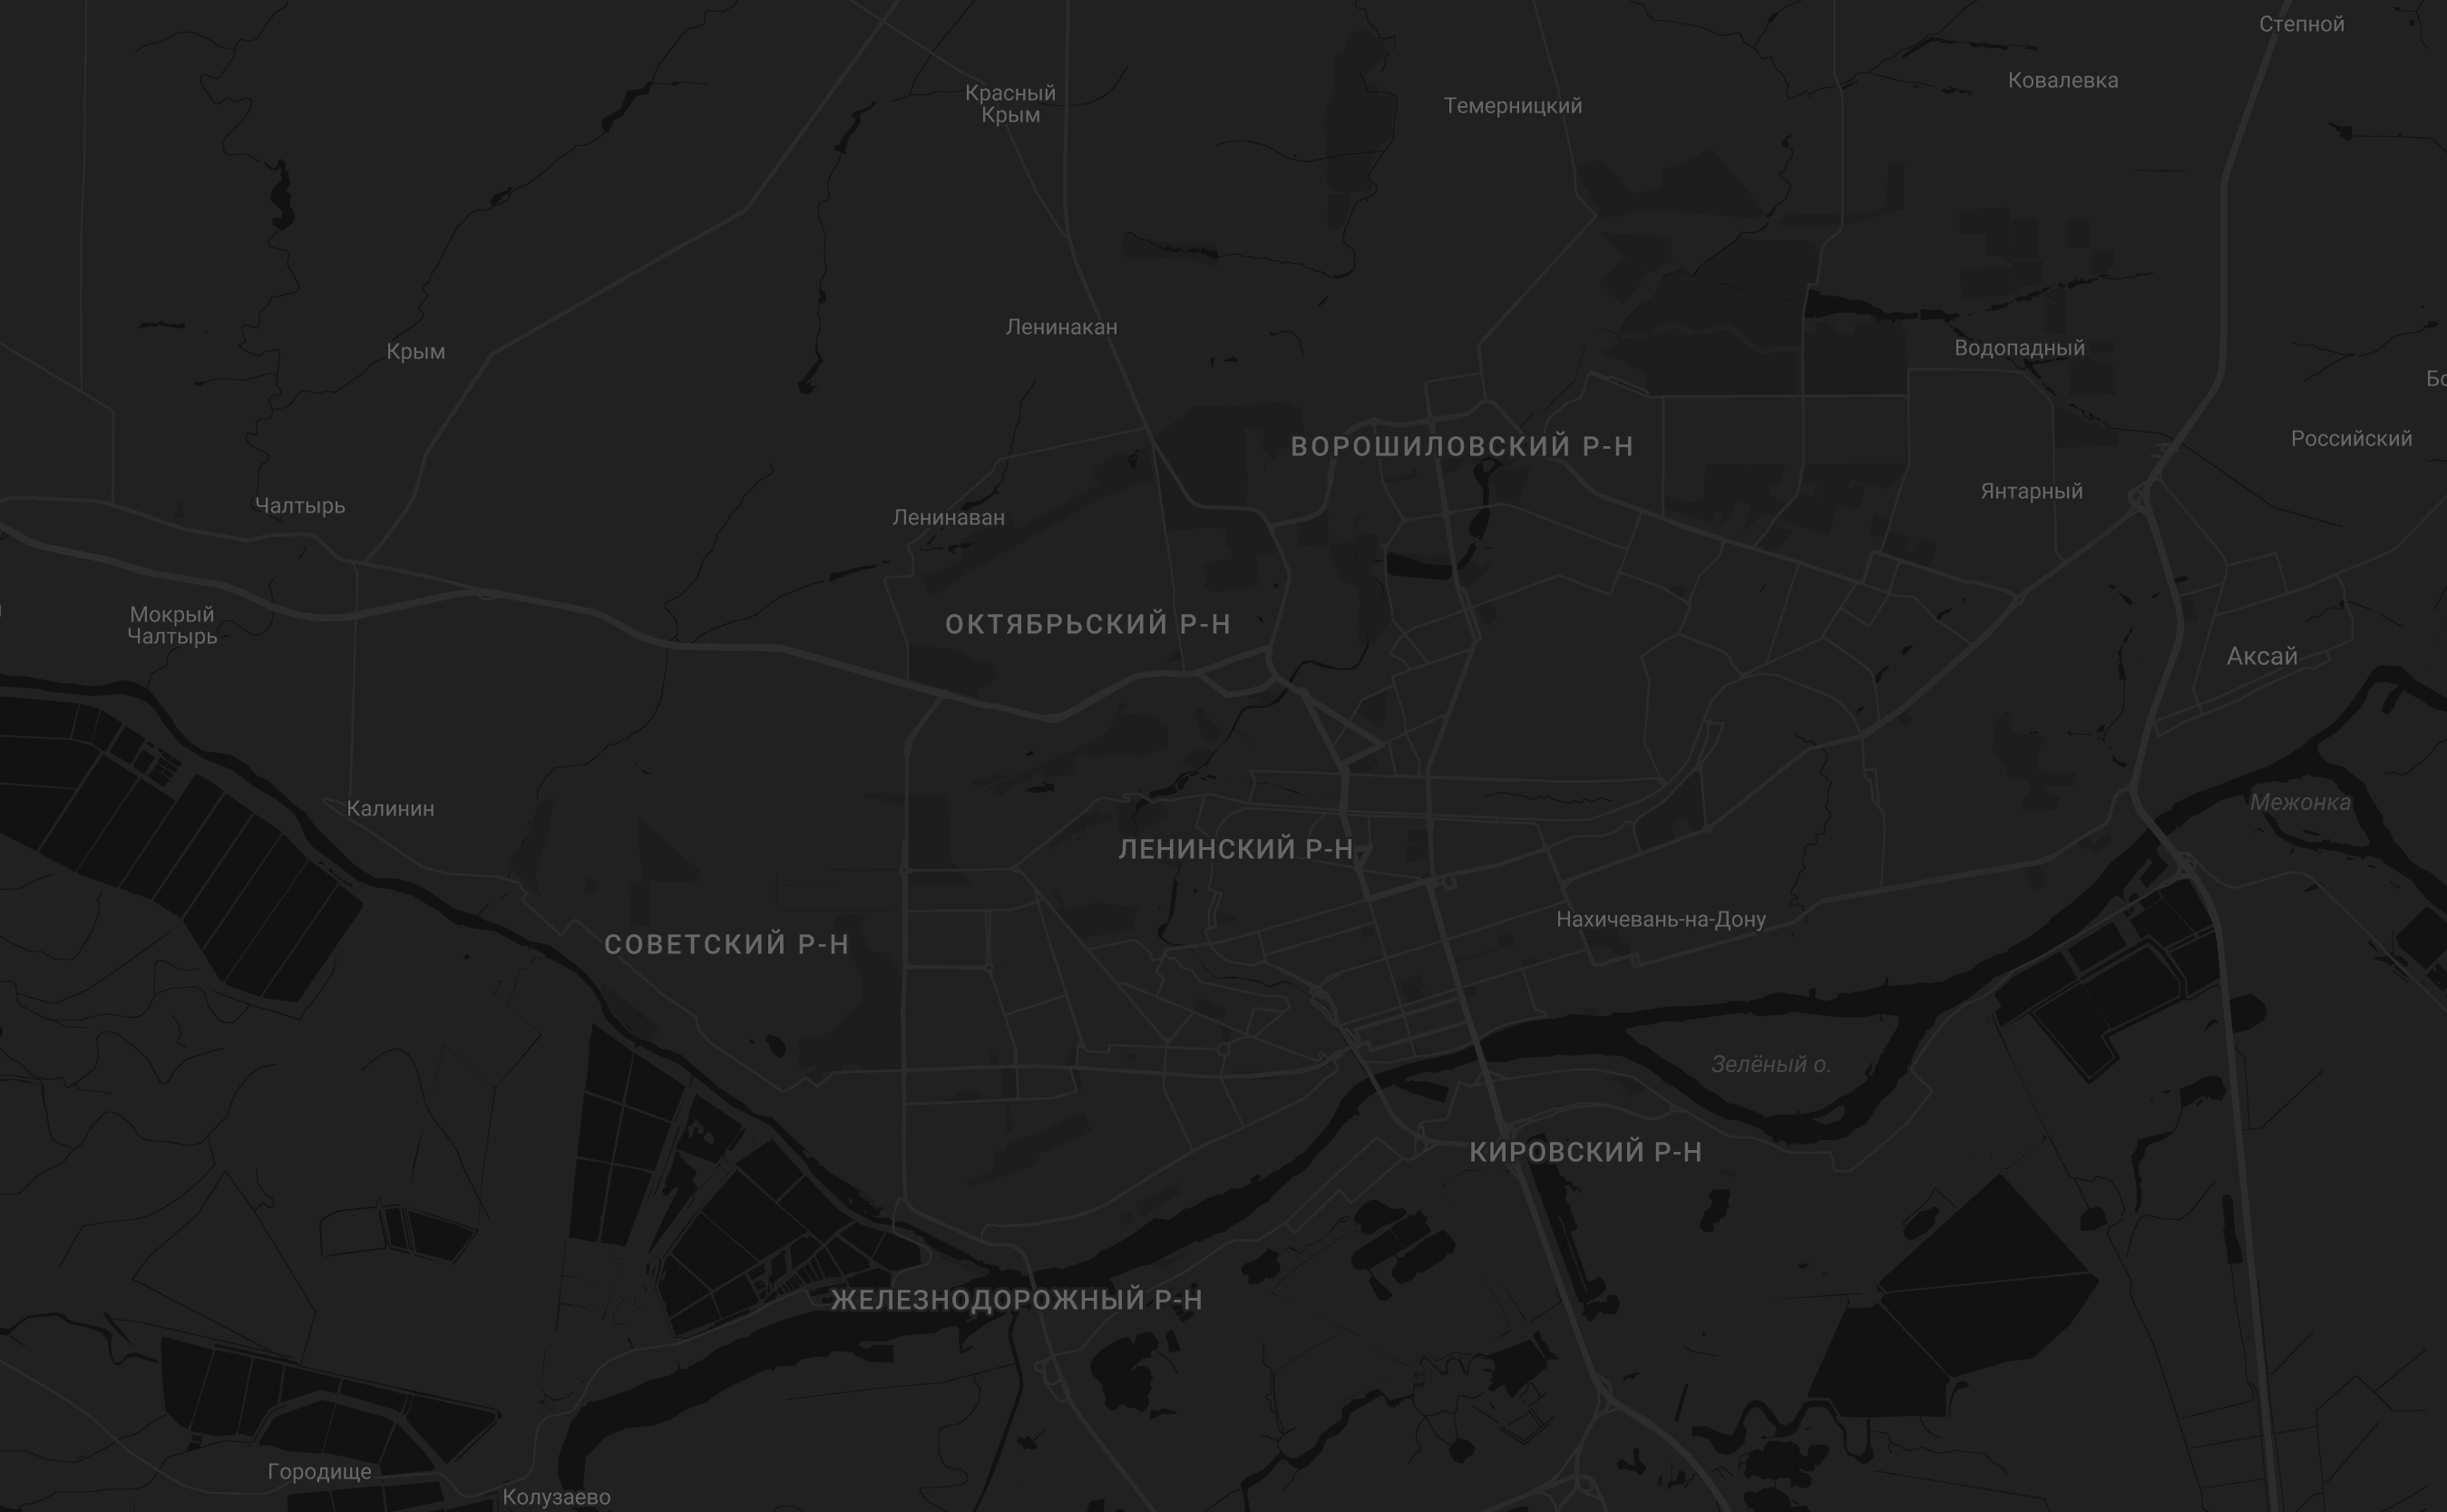 Степной
Ковалевка
Красный
Крым
Темерницкий
Ленинакан
Крым
Водопадный
Российский
ВОРОШИЛОВСКИЙ Р-Н
Янтарный
Чалтырь
Ленинаван
Мокрый
Чалтырь
ОКТЯБРЬСКИЙ Р-Н
Аксай
Калинин
Межонка
ЛЕНИНСКИЙ Р-Н
Нахичевань-на-Дону
СОВЕТСКИЙ Р-Н
Зелёный о.
КИРОВСКИЙ Р-Н
ЖЕЛЕЗНОДОРОЖНЫЙ Р-Н
Городище
Колузаево